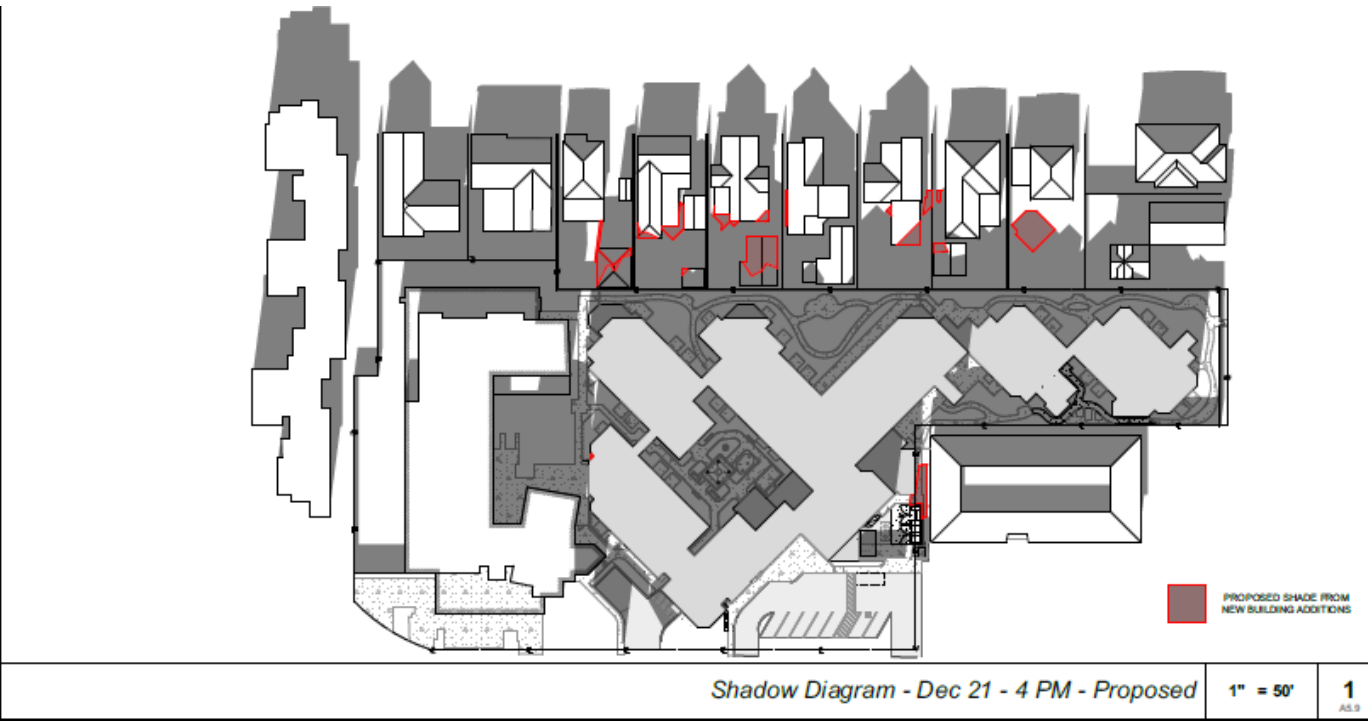 PROPOSED SHADE FROM
NEW BUILDING ADDITIONS
Shadow Diagram - Dec 21 - 4 PM - Proposed
1" = 50'
1
A5.9